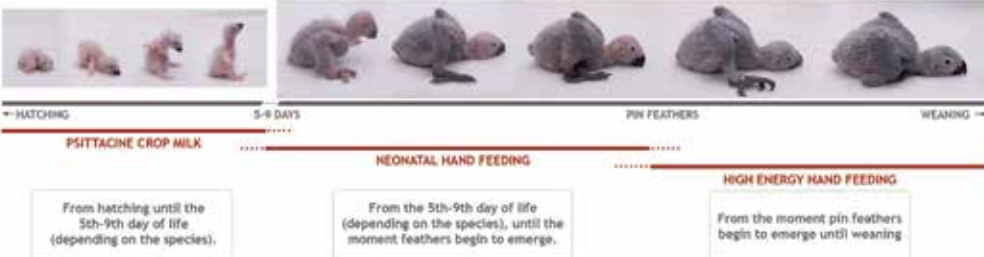 ←HATCHING 5-9 DAYS PIN FEATHERS WEANING →
PSITTACINE CROP MILK
NEONATAL HAND FEEDING
HIGH ENERGY HAND FEEDING
From hatching until the
5th-9th day of life
(depending on the species).
From the 5th-9th day of life
(depending on the species), until the
moment feathers begin to emerge.
From the moment pin feathers
begin to emerge until weaning